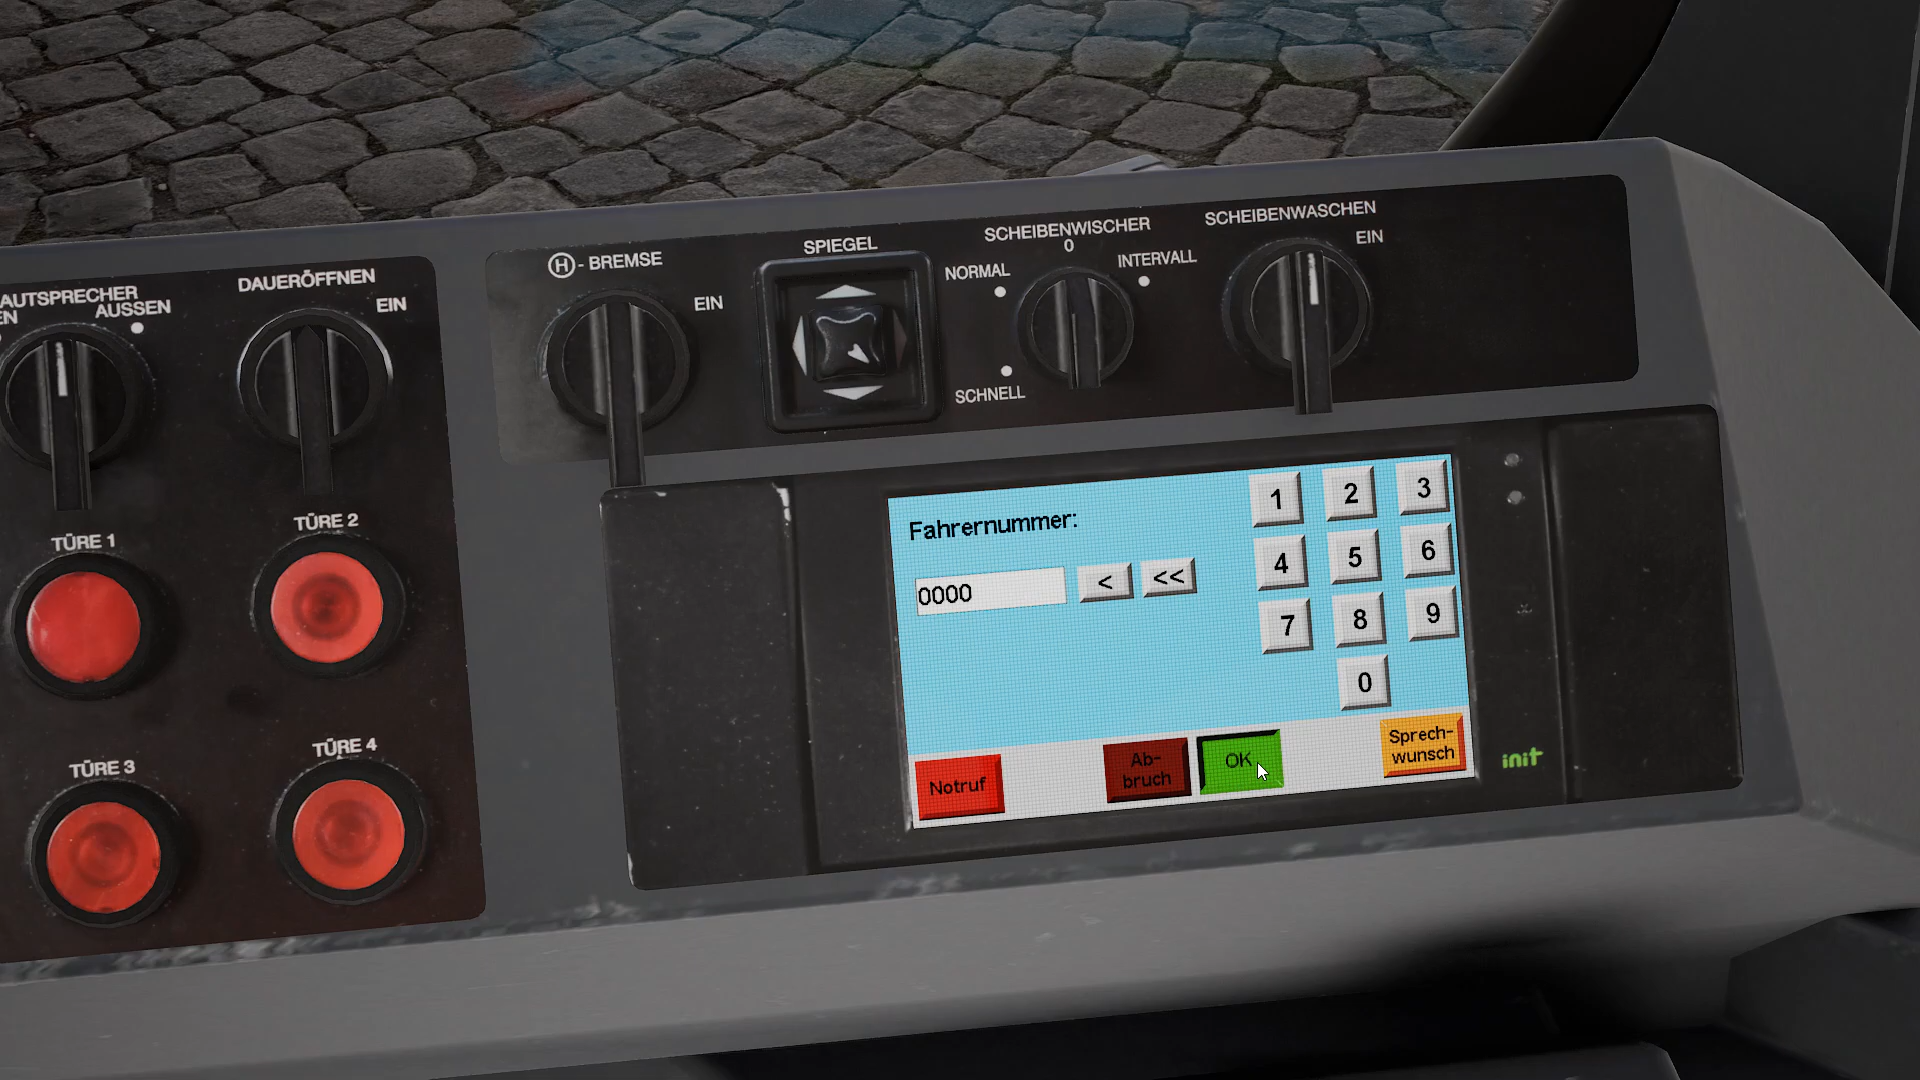 AUTSPRECHER
EN
AUSSEN
DAUERÖFFNEN
EIN
TÜRE 1
TÜRE 2
TÜRE 3
TÜRE 4
H - BREMSE
EIN
SPIEGEL
SCHEIBENWISCHER
0
NORMAL
INTERVALL
SCHNELL
SCHEIBENWASCHEN
EIN
Fahrernummer:
0000
<
<<
1 2 3
4 5 6
7 8 9
0
Notruf
Ab-
bruch
OK
Sprech-
wunsch
init